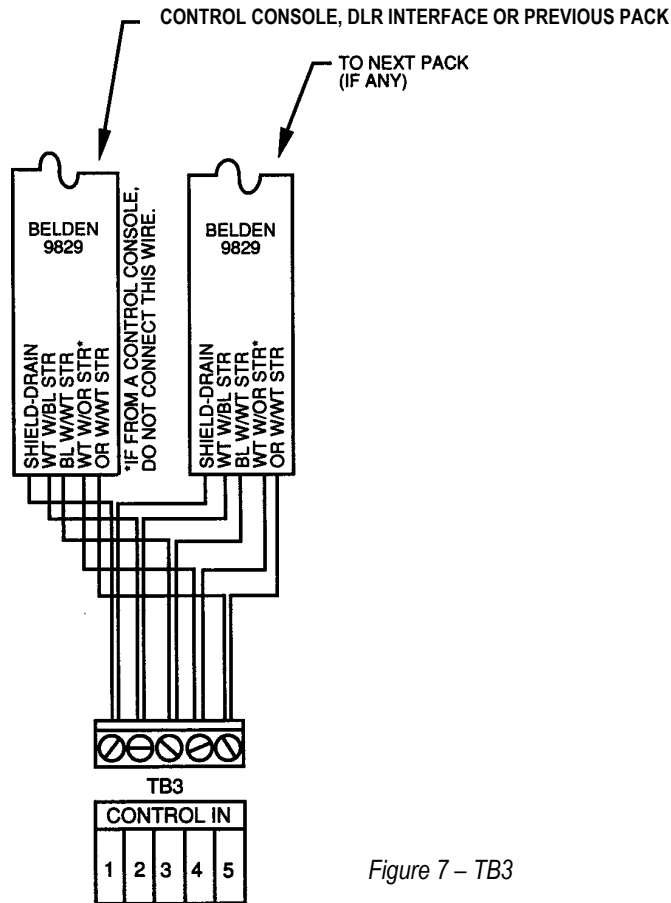 CONTROL CONSOLE, DLR INTERFACE OR PREVIOUS PACK
TO NEXT PACK
(IF ANY)
BELDEN
9829
SHIELD-DRAIN
WT W/BL STR
BL W/WT STR
WT W/OR STR*
OR W/WT STR
*IF FROM A CONTROL CONSOLE,
DO NOT CONNECT THIS WIRE.
BELDEN
9829
SHIELD-DRAIN
WT W/BL STR
BL W/WT STR
WT W/OR STR*
OR W/WT STR
TB3
CONTROL IN
1 2 3 4 5
Figure 7 – TB3